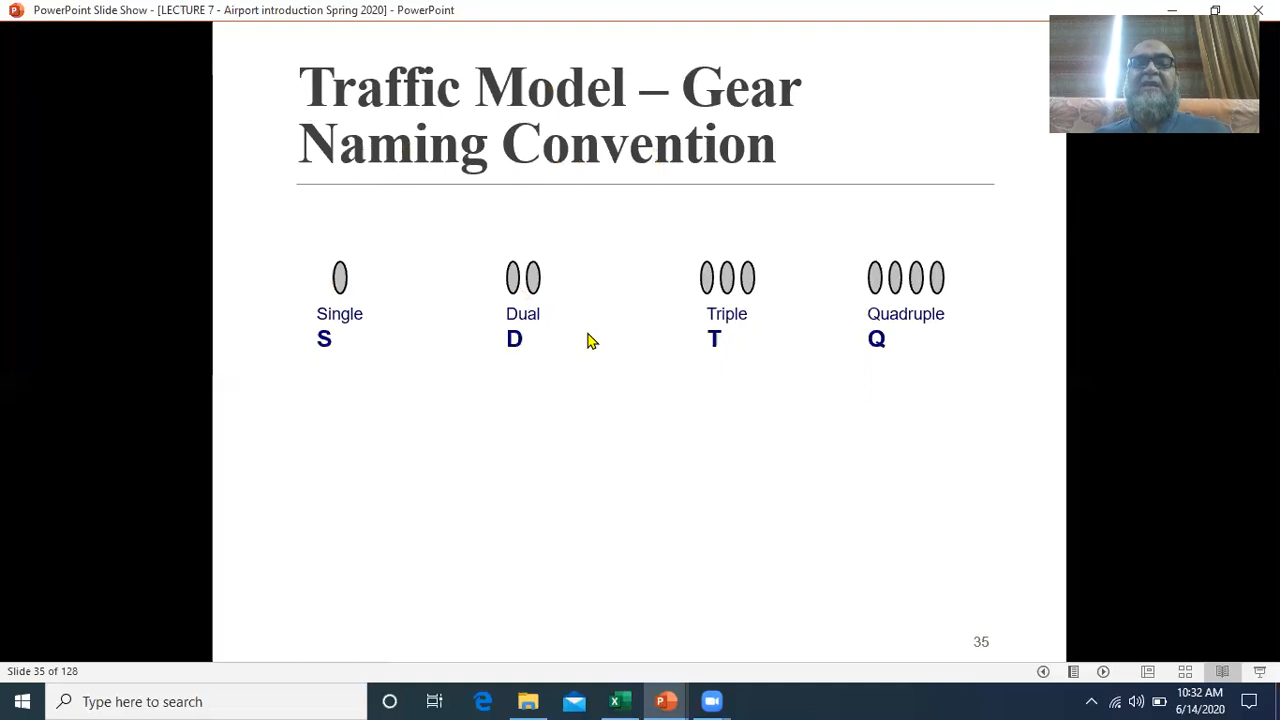 PowerPoint Slide Show - [LECTURE 7 - Airport introduction Spring 2020] - PowerPoint
Traffic Model – Gear
Naming Convention
Single
Dual
Triple
Quadruple
S
D
T
Q
35
Slide 35 of 128
Type here to search
10:32 AM
6/14/2020